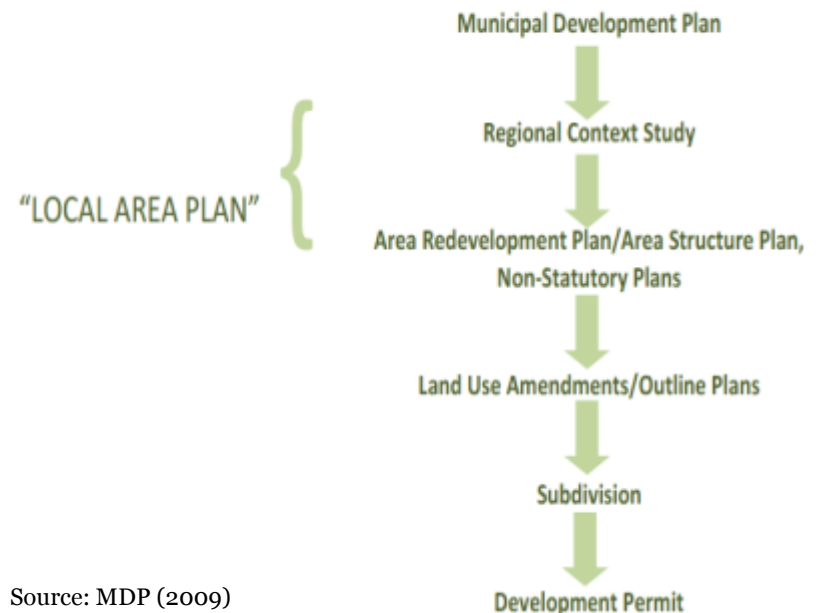 Municipal Development Plan
Regional Context Study
“LOCAL AREA PLAN”
Area Redevelopment Plan/Area Structure Plan,
Non-Statutory Plans
Land Use Amendments/Outline Plans
Subdivision
Development Permit
Source: MDP (2009)